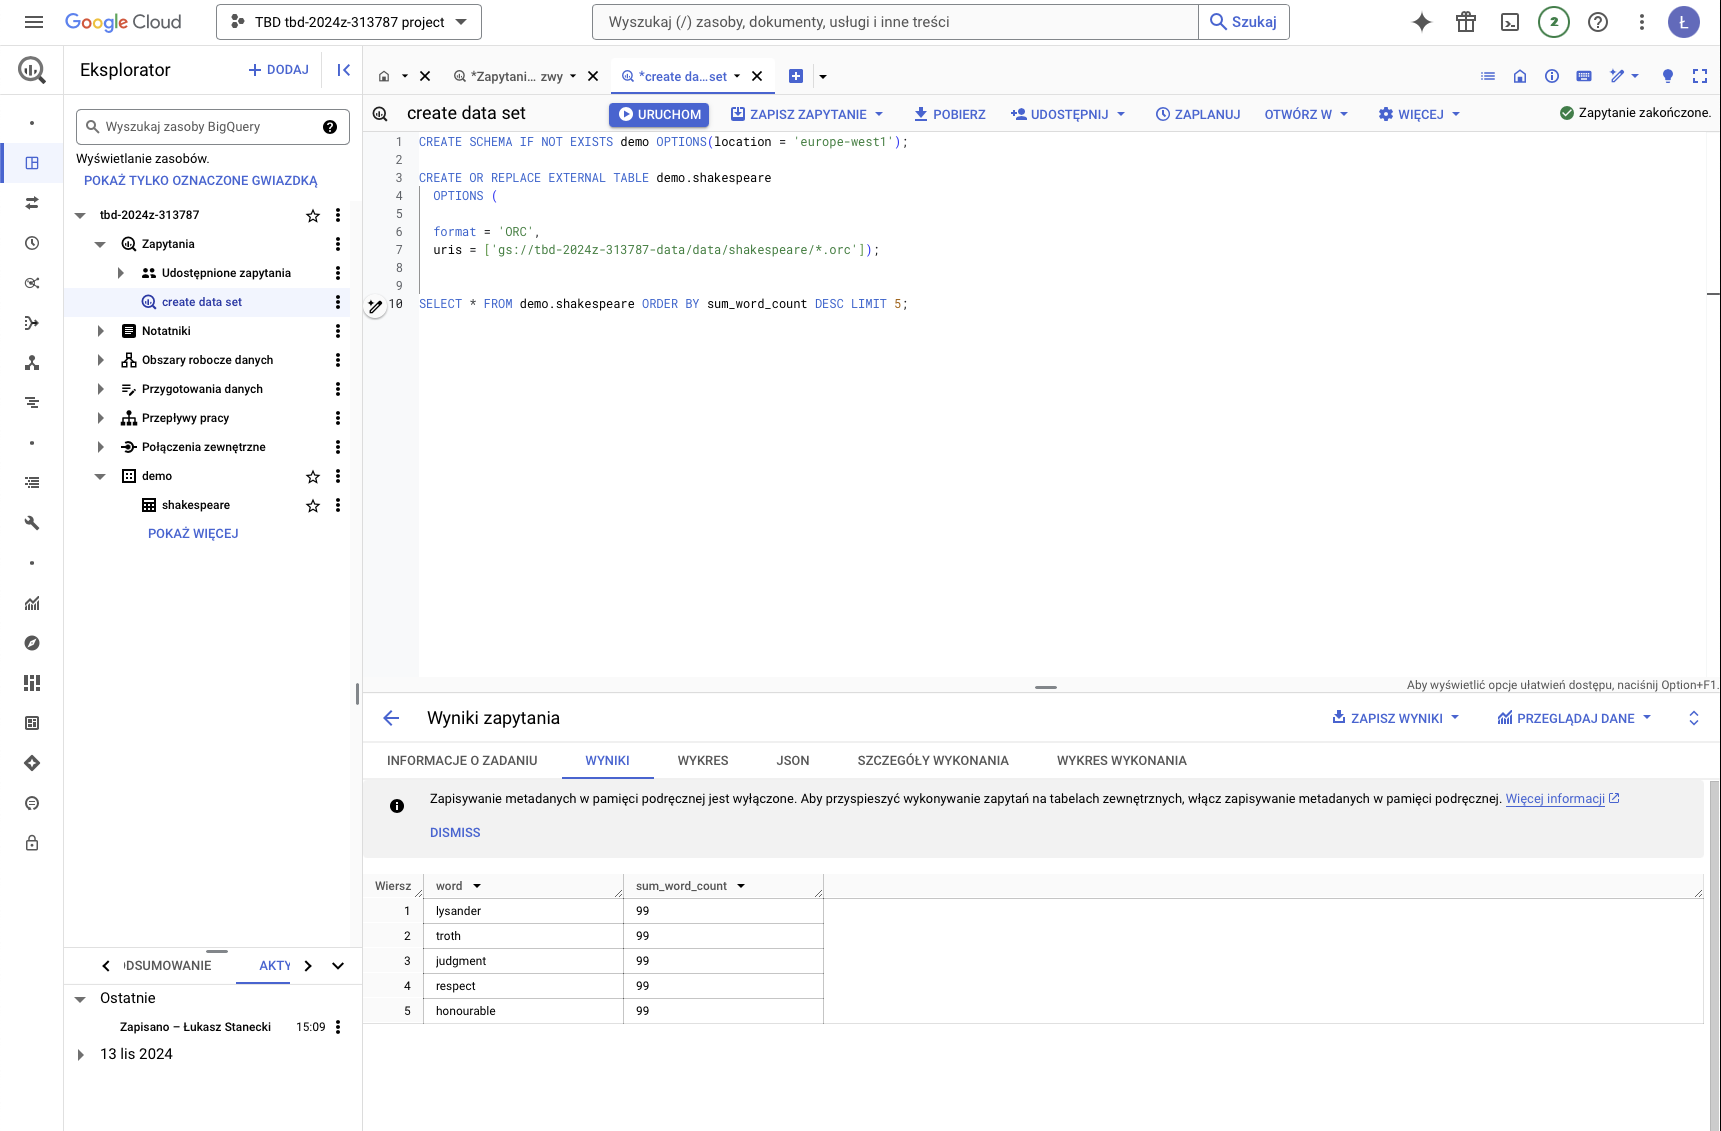 Google Cloud
TBD tbd-2024z-313787 project
Wyszukaj (/) zasoby, dokumenty, usługi i inne treści
Szukaj
2
Ł
Eksplorator
DODAJ
Wyszukaj zasoby BigQuery
Wyświetlanie zasobów.
POKAŻ TYLKO OZNACZONE GWIAZDKĄ
tbd-2024z-313787
Zapytania
Udostępnione zapytania
create data set
Notatniki
Obszary robocze danych
Przygotowania danych
Przepływy pracy
Połączenia zewnętrzne
demo
shakespeare
POKAŻ WIĘCEJ
DSUMOWANIE
AKTY
Ostatnie
Zapisano – Łukasz Stanecki 15:09
13 lis 2024
*Zapytani... zwy
*create da...set
create data set
URUCHOM
ZAPISZ ZAPYTANIE
POBIERZ
UDOSTĘPNIJ
ZAPLANUJ
OTWÓRZ W
WIĘCEJ
Zapytanie zakończone.
1 CREATE SCHEMA IF NOT EXISTS demo OPTIONS(location = 'europe-west1');
2
3 CREATE OR REPLACE EXTERNAL TABLE demo.shakespeare
4 OPTIONS (
5
6 format = 'ORC',
7 uris = ['gs://tbd-2024z-313787-data/data/shakespeare/*.orc']);
8
9
10 SELECT * FROM demo.shakespeare ORDER BY sum_word_count DESC LIMIT 5;
Aby wyświetlić opcje ułatwień dostępu, naciśnij Option+F1.
Wyniki zapytania
ZAPISZ WYNIKI
PRZEGLĄDAJ DANE
INFORMACJE O ZADANIU
WYNIKI
WYKRES
JSON
SZCZEGÓŁY WYKONANIA
WYKRES WYKONANIA
Zapisywanie metadanych w pamięci podręcznej jest wyłączone. Aby przyspieszyć wykonywanie zapytań na tabelach zewnętrznych, włącz zapisywanie metadanych w pamięci podręcznej. Więcej informacji
DISMISS
Wiersz word sum_word_count
1 lysander 99
2 troth 99
3 judgment 99
4 respect 99
5 honourable 99